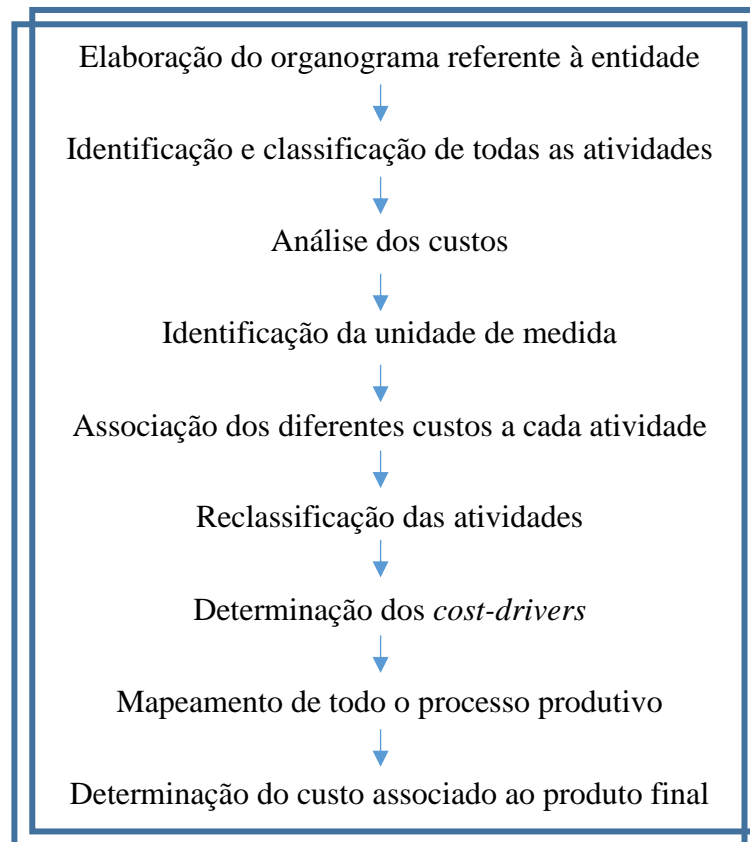 Elaboração do organograma referente à entidade
Identificação e classificação de todas as atividades
Análise dos custos
Identificação da unidade de medida
Associação dos diferentes custos a cada atividade
Reclassificação das atividades
Determinação dos cost-drivers
Mapeamento de todo o processo produtivo
Determinação do custo associado ao produto final